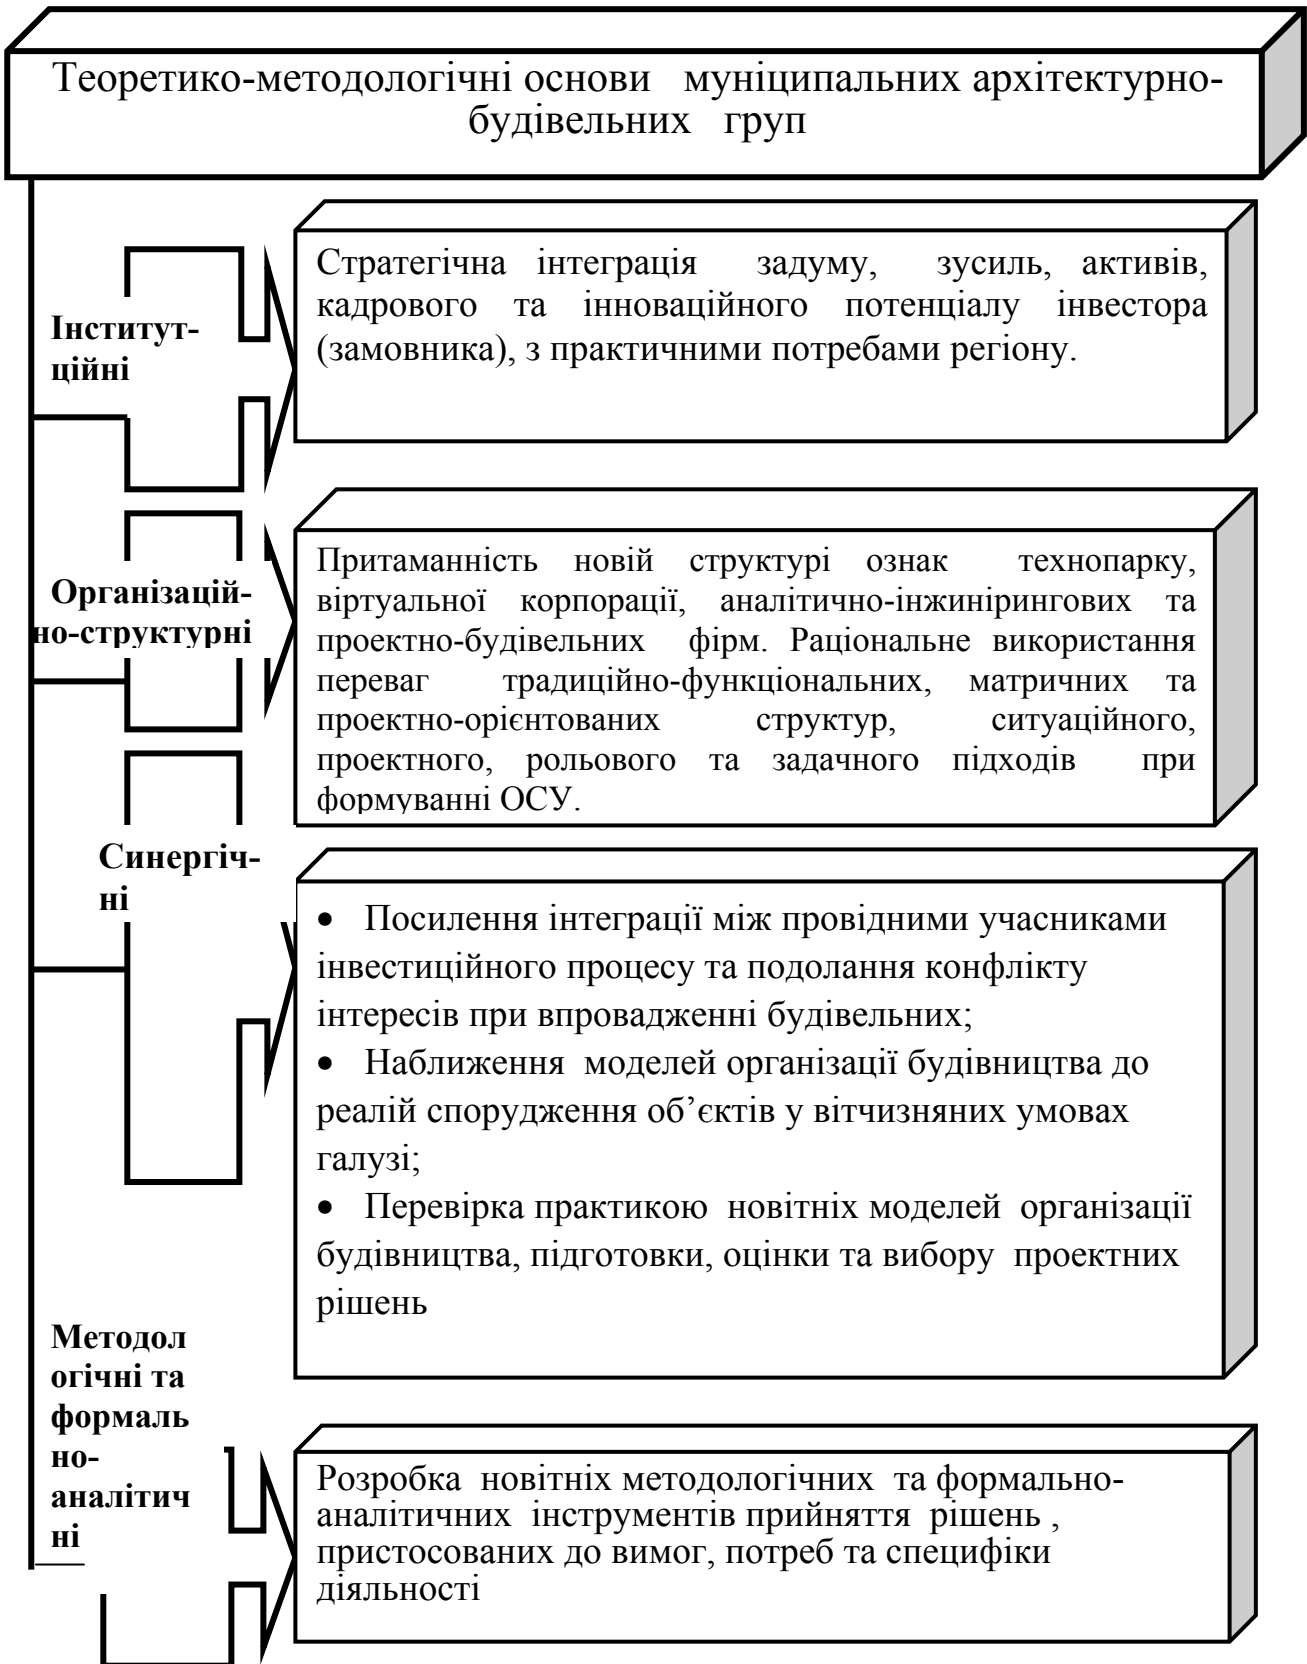 Теоретико-методологічні основи муніципальних архітектурно-
будівельних груп
Інститут-
ційні
Стратегічна інтеграція задуму, зусиль, активів,
кадрового та інноваційного потенціалу інвестора
(замовника), з практичними потребами регіону.
Організацій-
но-структурні
Притаманність новій структурі ознак технопарку,
віртуальної корпорації, аналітично-інжинірингових та
проектно-будівельних фірм. Раціональне використання
переваг традиційно-функціональних, матричних та
проектно-орієнтованих структур, ситуаційного,
проектного, рольового та задачного підходів при
формуванні ОСУ.
Синергіч-
ні
• Посилення інтеграції між провідними учасниками
інвестиційного процесу та подолання конфлікту
інтересів при впровадженні будівельних;
• Наближення моделей організації будівництва до
реалій спорудження об’єктів у вітчизняних умовах
галузі;
• Перевірка практикою новітніх моделей організації
будівництва, підготовки, оцінки та вибору проектних
рішень
Методол
огічні та
формаль
но-
аналітич
ні
Розробка новітніх методологічних та формально-
аналітичних інструментів прийняття рішень ,
пристосованих до вимог, потреб та специфіки
діяльності